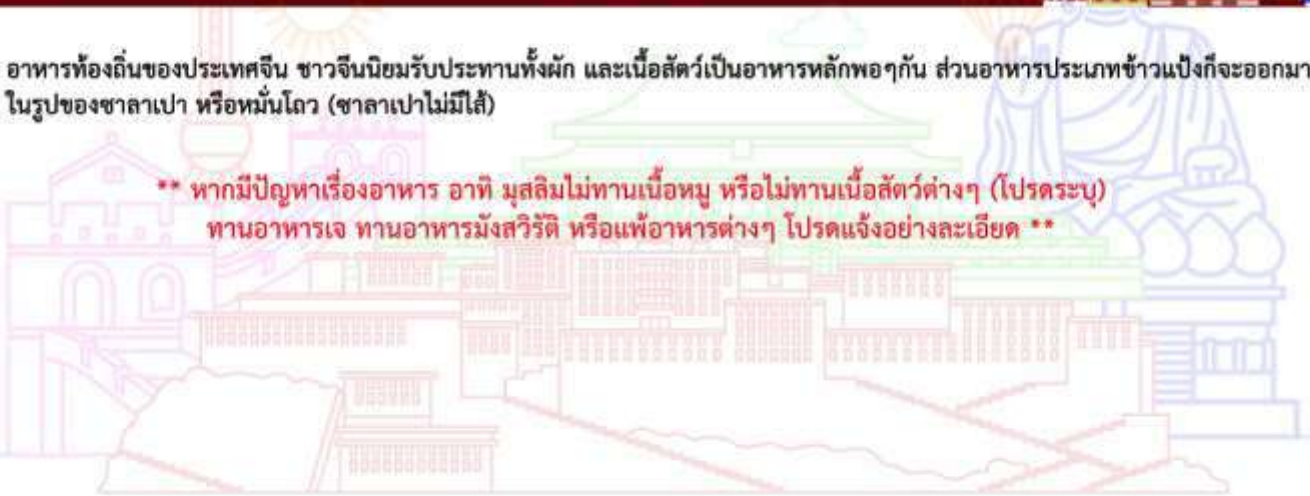 อาหารท้องถิ่นของประเทศจีน ชาวจีนนิยมรับประทานทั้งผัก และเนื้อสัตว์เป็นอาหารหลักพอๆกัน ส่วนอาหารประเภทข้าวแป้งก็จะออกมา
ในรูปของซาลาเปา หรือหมั่นโถว (ซาลาเปาไม่มีไส้)
** หากมีปัญหาเรื่องอาหาร อาทิ มุสลิมไม่ทานเนื้อหมู หรือไม่ทานเนื้อสัตว์ต่างๆ (โปรดระบุ)
ทานอาหารเจ ทานอาหารมังสวิรัติ หรือแพ้อาหารต่างๆ โปรดแจ้งอย่างละเอียด **